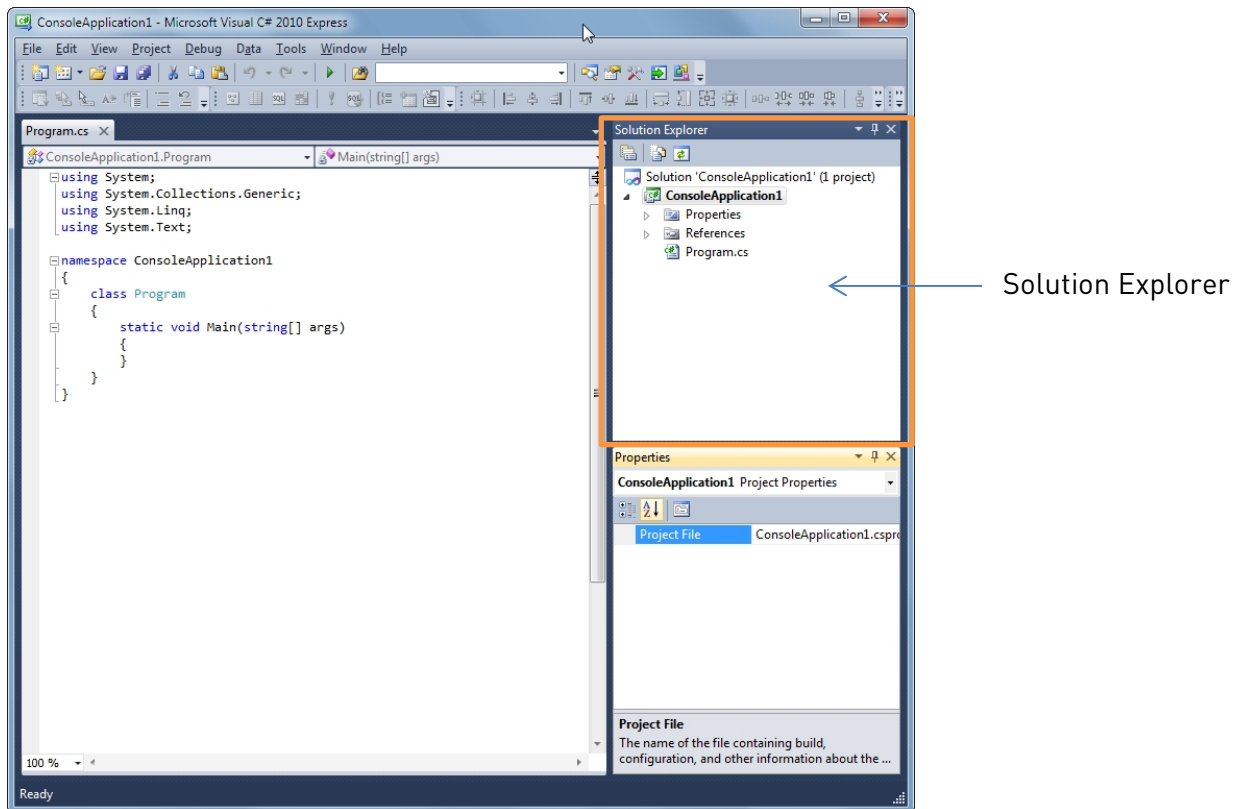 ConsoleApplication1 - Microsoft Visual C# 2010 Express
File Edit View Project Debug Data Tools Window Help
Program.cs
ConsoleApplication1.Program
Main(string[] args)
using System;
using System.Collections.Generic;
using System.Linq;
using System.Text;
namespace ConsoleApplication1
{
class Program
{
static void Main(string[] args)
{
}
}
}
100 %
Ready
Solution Explorer
Solution 'ConsoleApplication1' (1 project)
ConsoleApplication1
Properties
References
Program.cs
Properties
ConsoleApplication1 Project Properties
Project File ConsoleApplication1.cspro
Project File
The name of the file containing build,
configuration, and other information about the ...
Solution Explorer